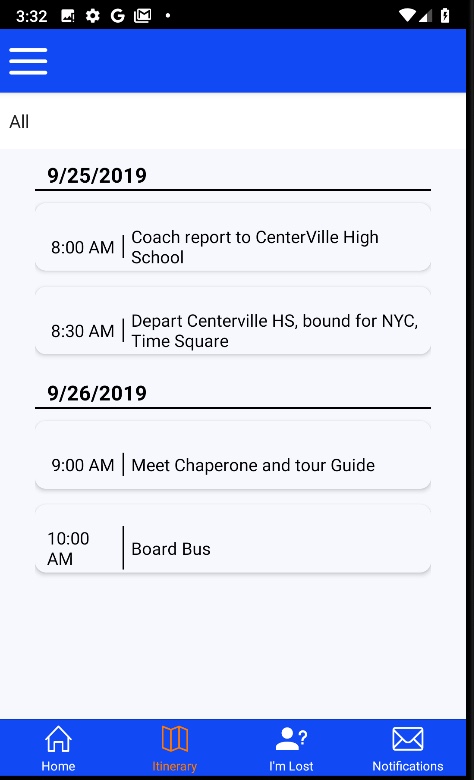 3:32
All
9/25/2019
8:00 AM
Coach report to CenterVille High
School
8:30 AM
Depart Centerville HS, bound for NYC,
Time Square
9/26/2019
9:00 AM
Meet Chaperone and tour Guide
10:00
AM
Board Bus
Home
Itinerary
I'm Lost
Notifications